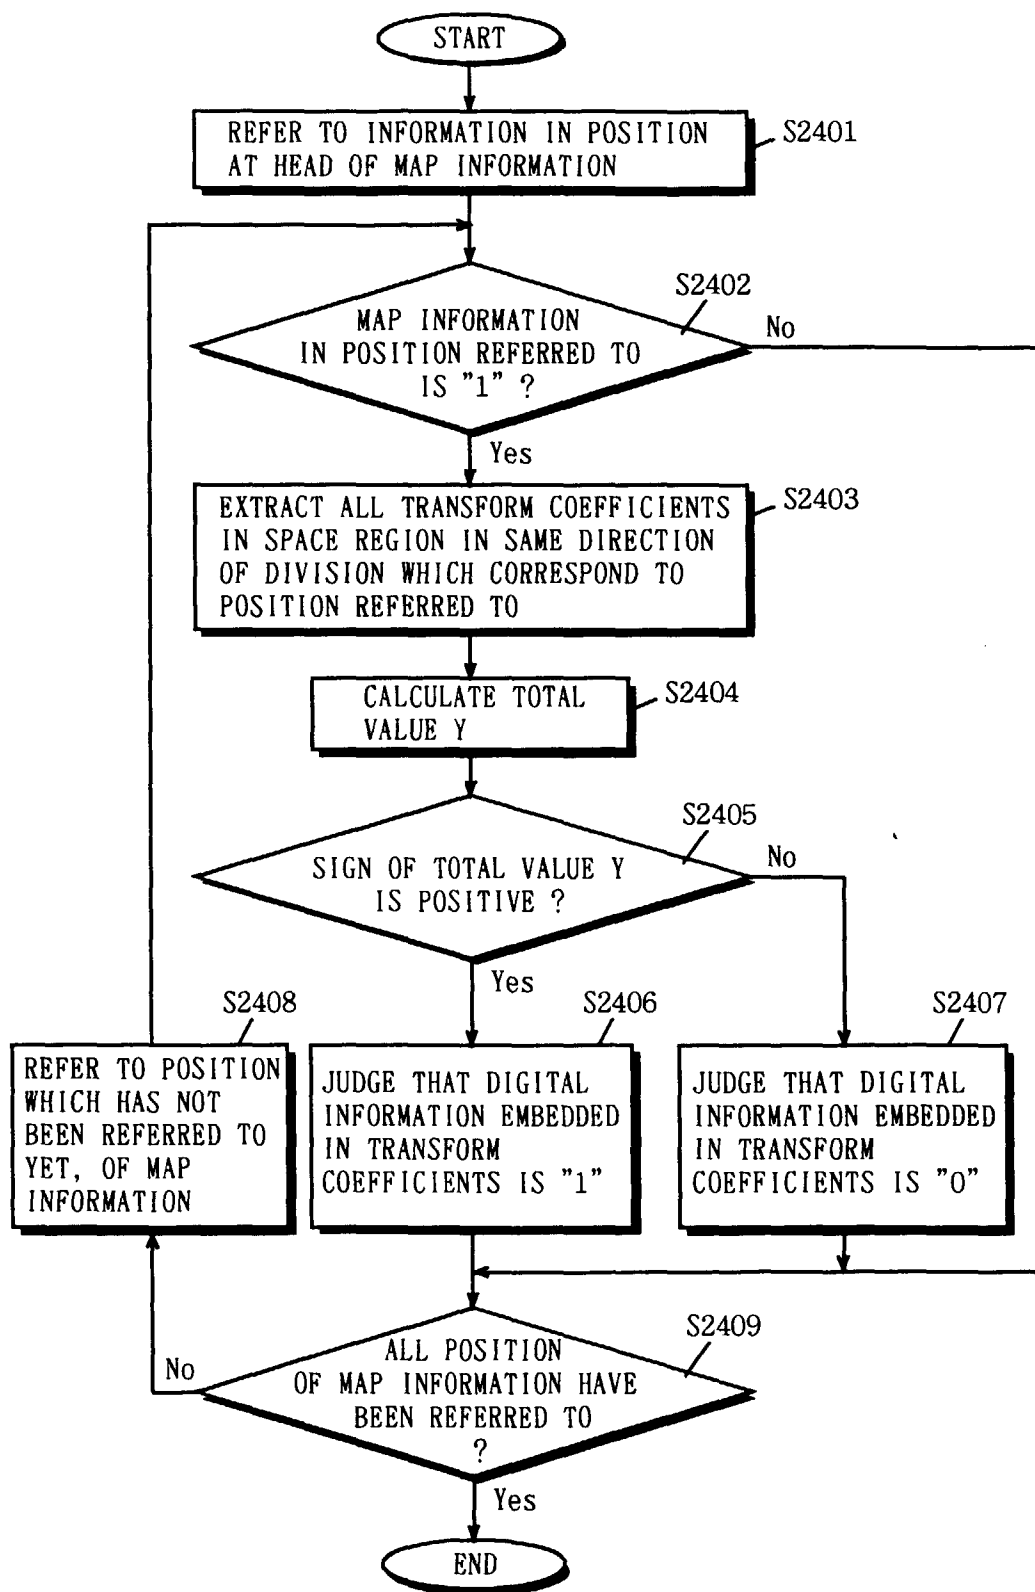 START
REFER TO INFORMATION IN POSITION
AT HEAD OF MAP INFORMATION
S2401
S2402
MAP INFORMATION
IN POSITION REFERRED TO
IS "1" ?
No
Yes
EXTRACT ALL TRANSFORM COEFFICIENTS
IN SPACE REGION IN SAME DIRECTION
OF DIVISION WHICH CORRESPOND TO
POSITION REFERRED TO
S2403
CALCULATE TOTAL
VALUE Y
S2404
S2405
SIGN OF TOTAL VALUE Y
IS POSITIVE ?
No
Yes
S2408
REFER TO POSITION
WHICH HAS NOT
BEEN REFERRED TO
YET, OF MAP
INFORMATION
S2406
JUDGE THAT DIGITAL
INFORMATION EMBEDDED
IN TRANSFORM
COEFFICIENTS IS "1"
S2407
JUDGE THAT DIGITAL
INFORMATION EMBEDDED
IN TRANSFORM
COEFFICIENTS IS "0"
S2409
ALL POSITION
OF MAP INFORMATION HAVE
BEEN REFERRED TO
?
No
Yes
END